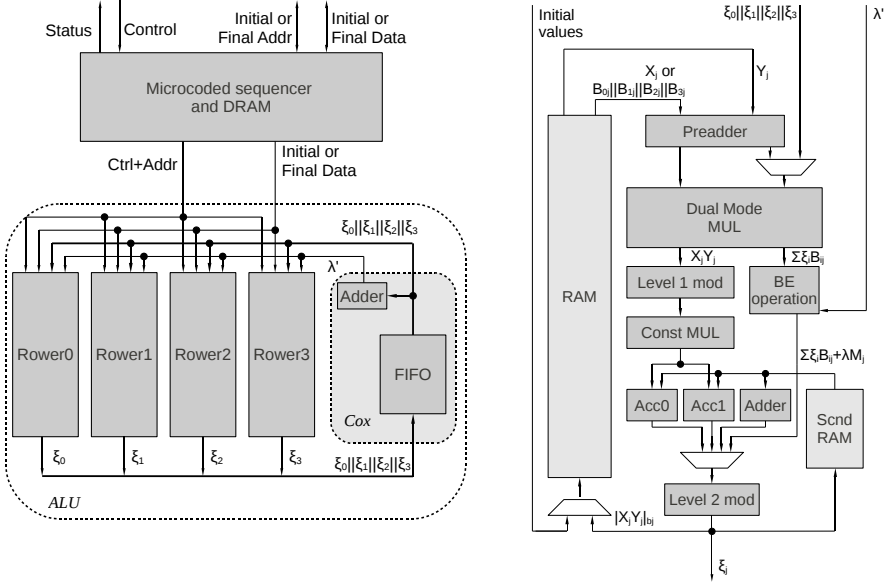 Status
Control
Initial or
Final Addr
Initial or
Final Data
Microcoded sequencer
and DRAM
Ctrl+Addr
Initial or
Final Data
ξ₀||ξ₁||ξ₂||ξ₃
λ'
Rower0
Rower1
Rower2
Rower3
Adder
FIFO
Cox
ξ₀
ξ₁
ξ₂
ξ₃
ξ₀||ξ₁||ξ₂||ξ₃
ALU
Initial
values
ξ₀||ξ₁||ξ₂||ξ₃
λ'
Xⱼ or
B₀ⱼ||B₁ⱼ||B₂ⱼ||B₃ⱼ
Yⱼ
Preadder
Dual Mode
MUL
XⱼYⱼ
ΣξᵢBᵢⱼ
RAM
Level 1 mod
BE
operation
Const MUL
ΣξᵢBᵢⱼ+λMⱼ
Acc0
Acc1
Adder
Scnd
RAM
Level 2 mod
|XⱼYⱼ|bⱼ
ξⱼ